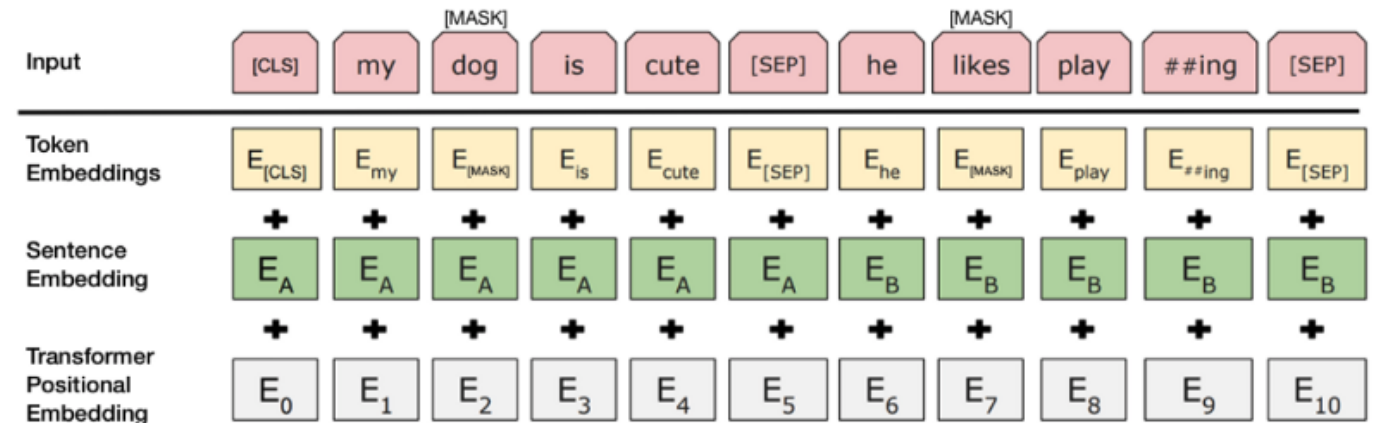 [MASK] [MASK]
Input [CLS] my dog is cute [SEP] he likes play ##ing [SEP]
Token
Embeddings
E[CLS] Emy E[MASK] Eis Ecute E[SEP] Ehe E[MASK] Eplay E##ing E[SEP]
+ + + + + + + + + + +
Sentence
Embedding
EA EA EA EA EA EA EB EB EB EB EB
+ + + + + + + + + + +
Transformer
Positional
Embedding
E0 E1 E2 E3 E4 E5 E6 E7 E8 E9 E10